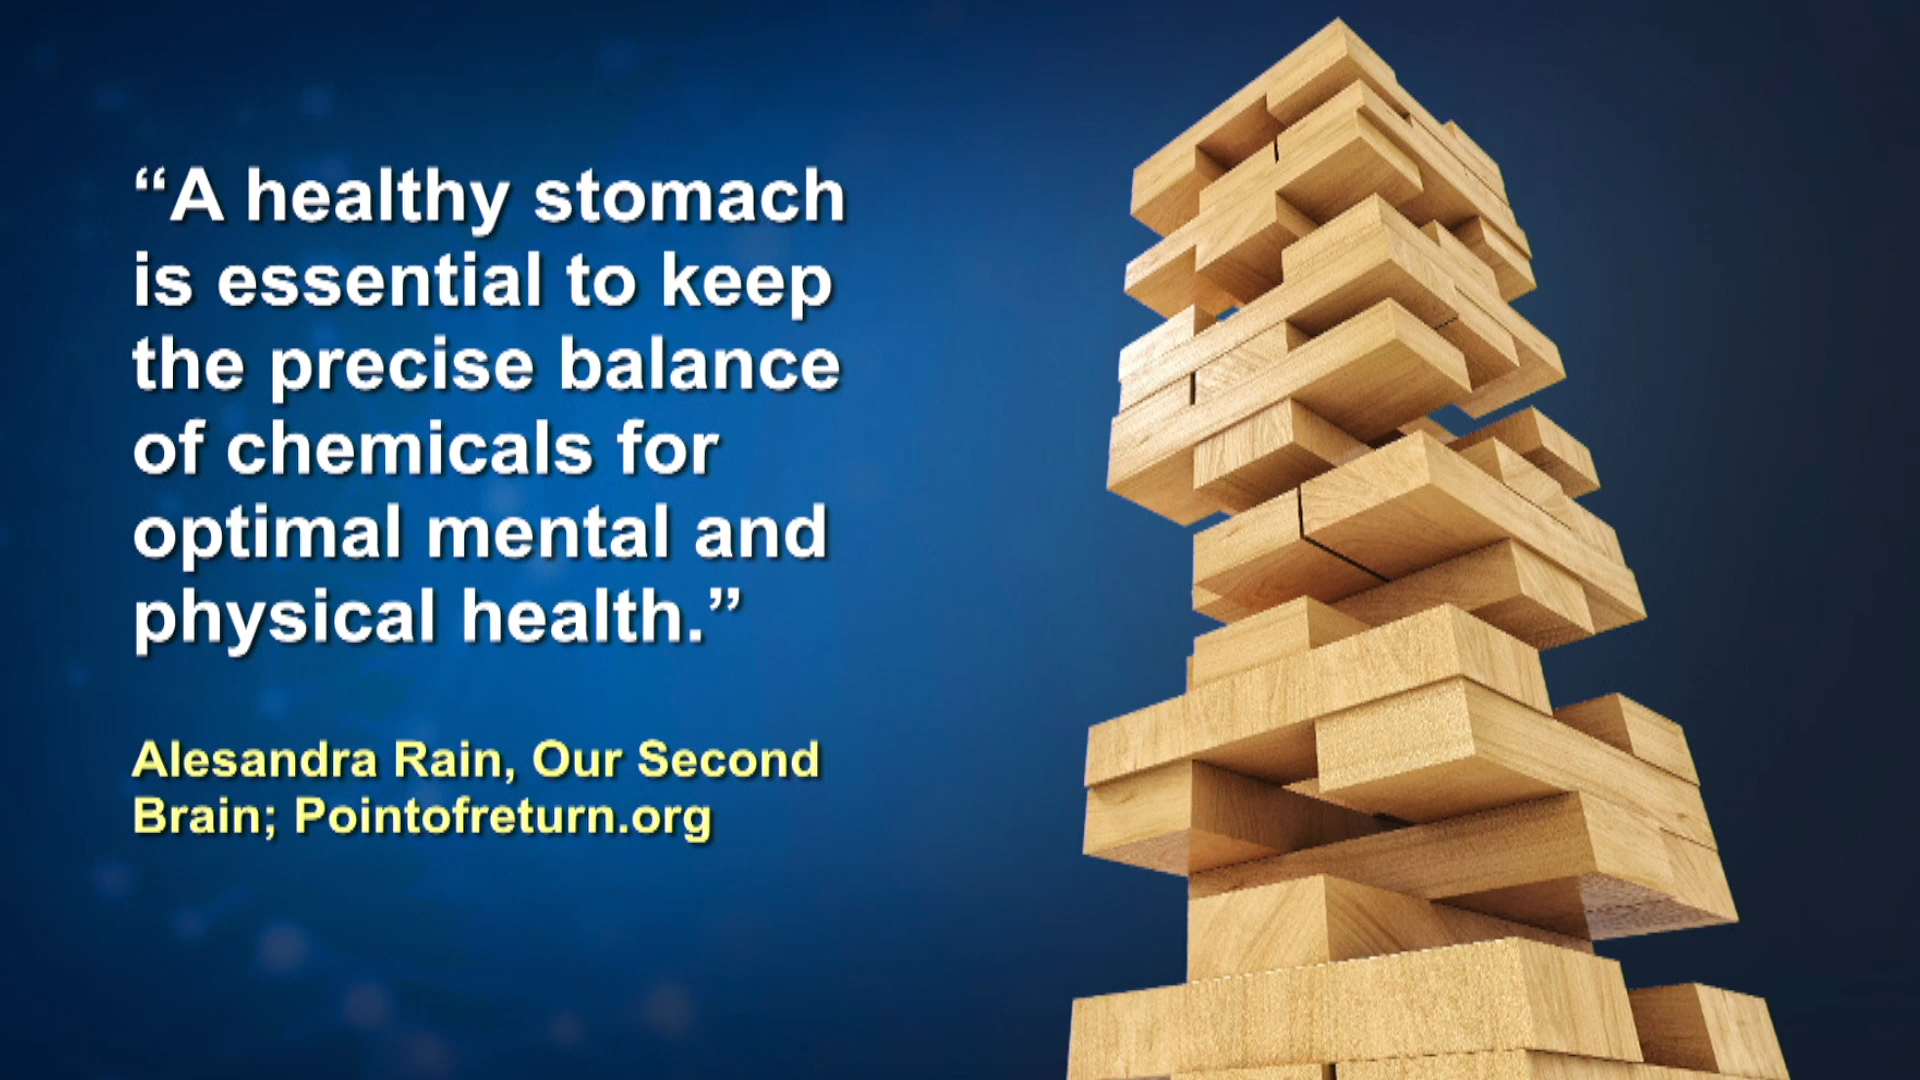 “A healthy stomach
is essential to keep
the precise balance
of chemicals for
optimal mental and
physical health.”
Alesandra Rain, Our Second
Brain; Pointofreturn.org